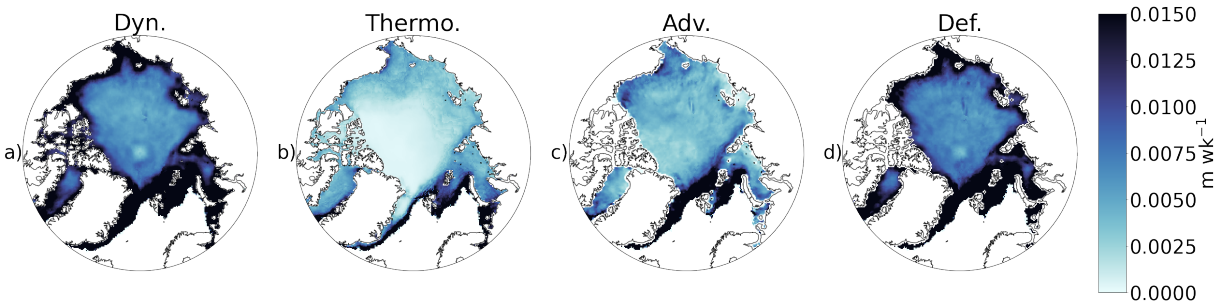 Dyn.
Thermo.
Adv.
Def.
a)
b)
c)
d)
0.0150
0.0125
0.0100
0.0075
0.0050
0.0025
0.0000
m wk⁻¹